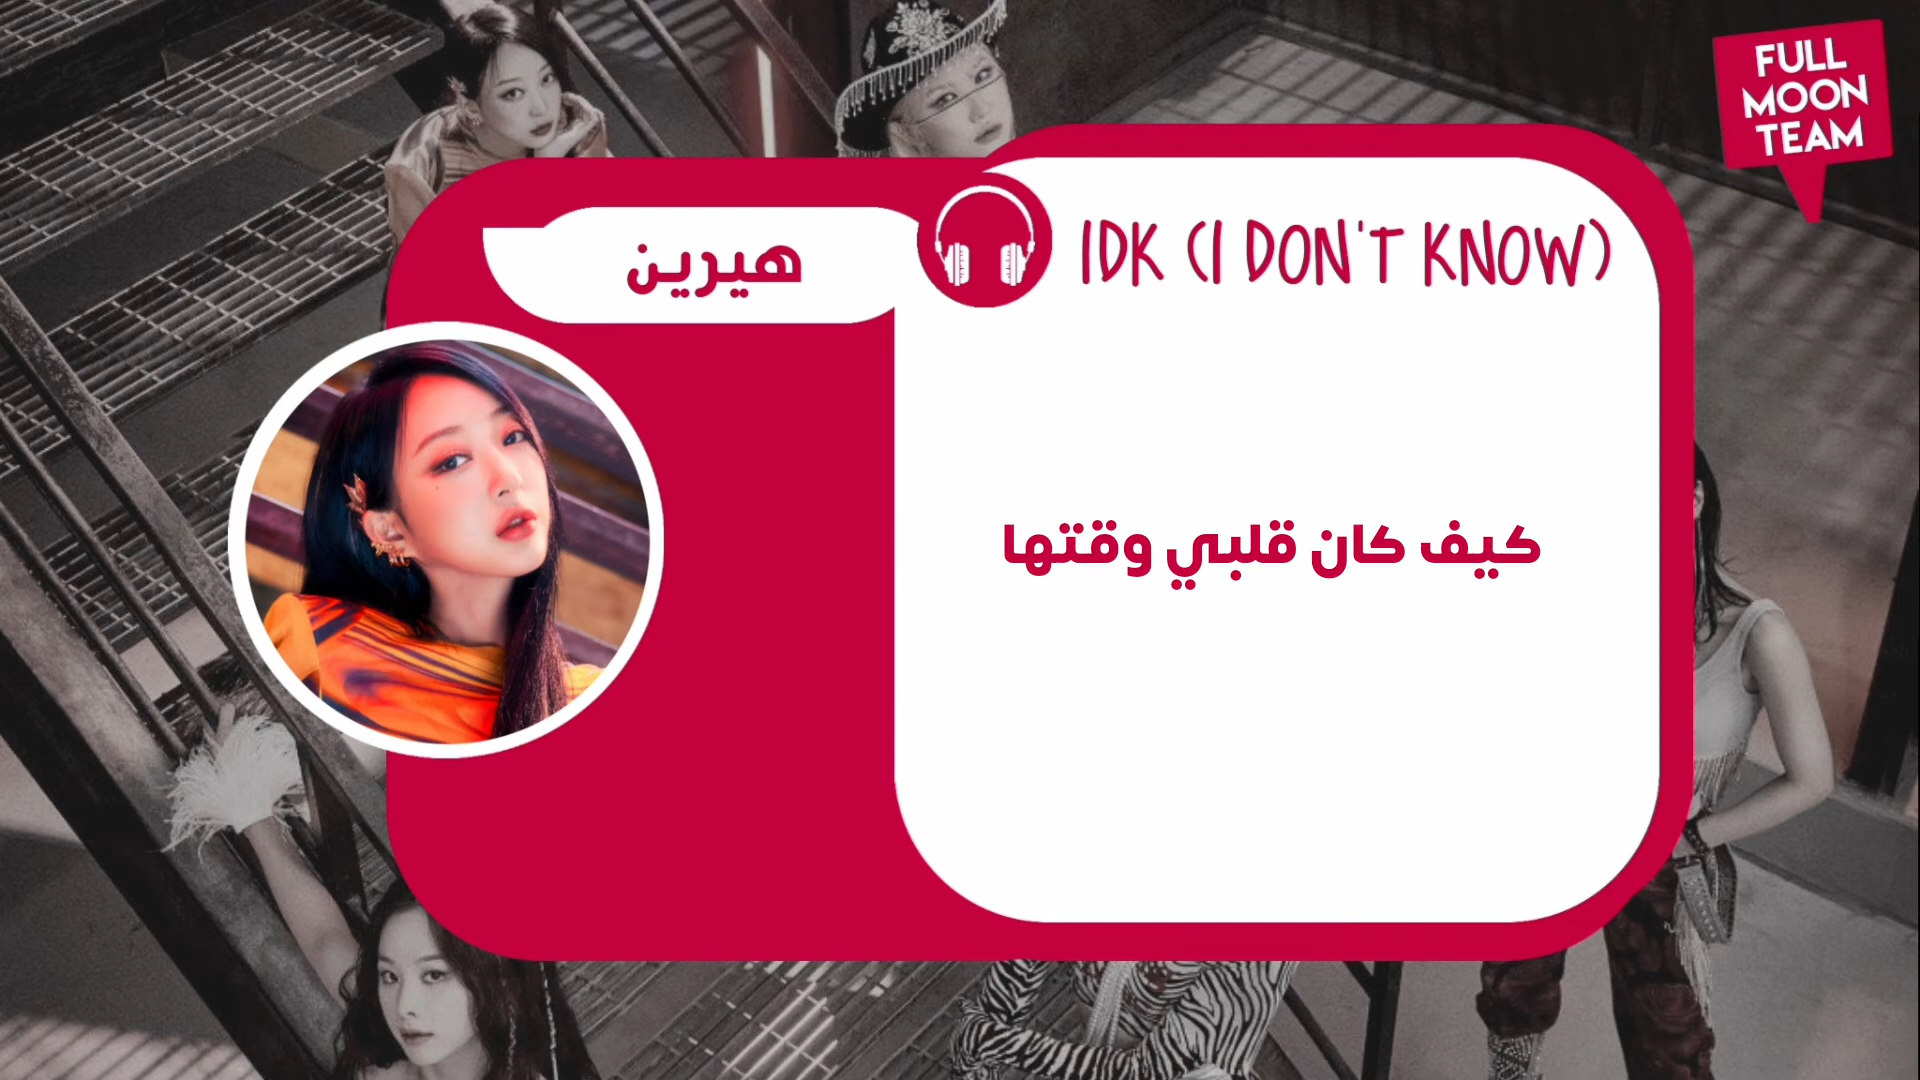 FULL
MOON
TEAM
هيرين
IDK (I DON'T KNOW)
كيف كان قلبي وقتها